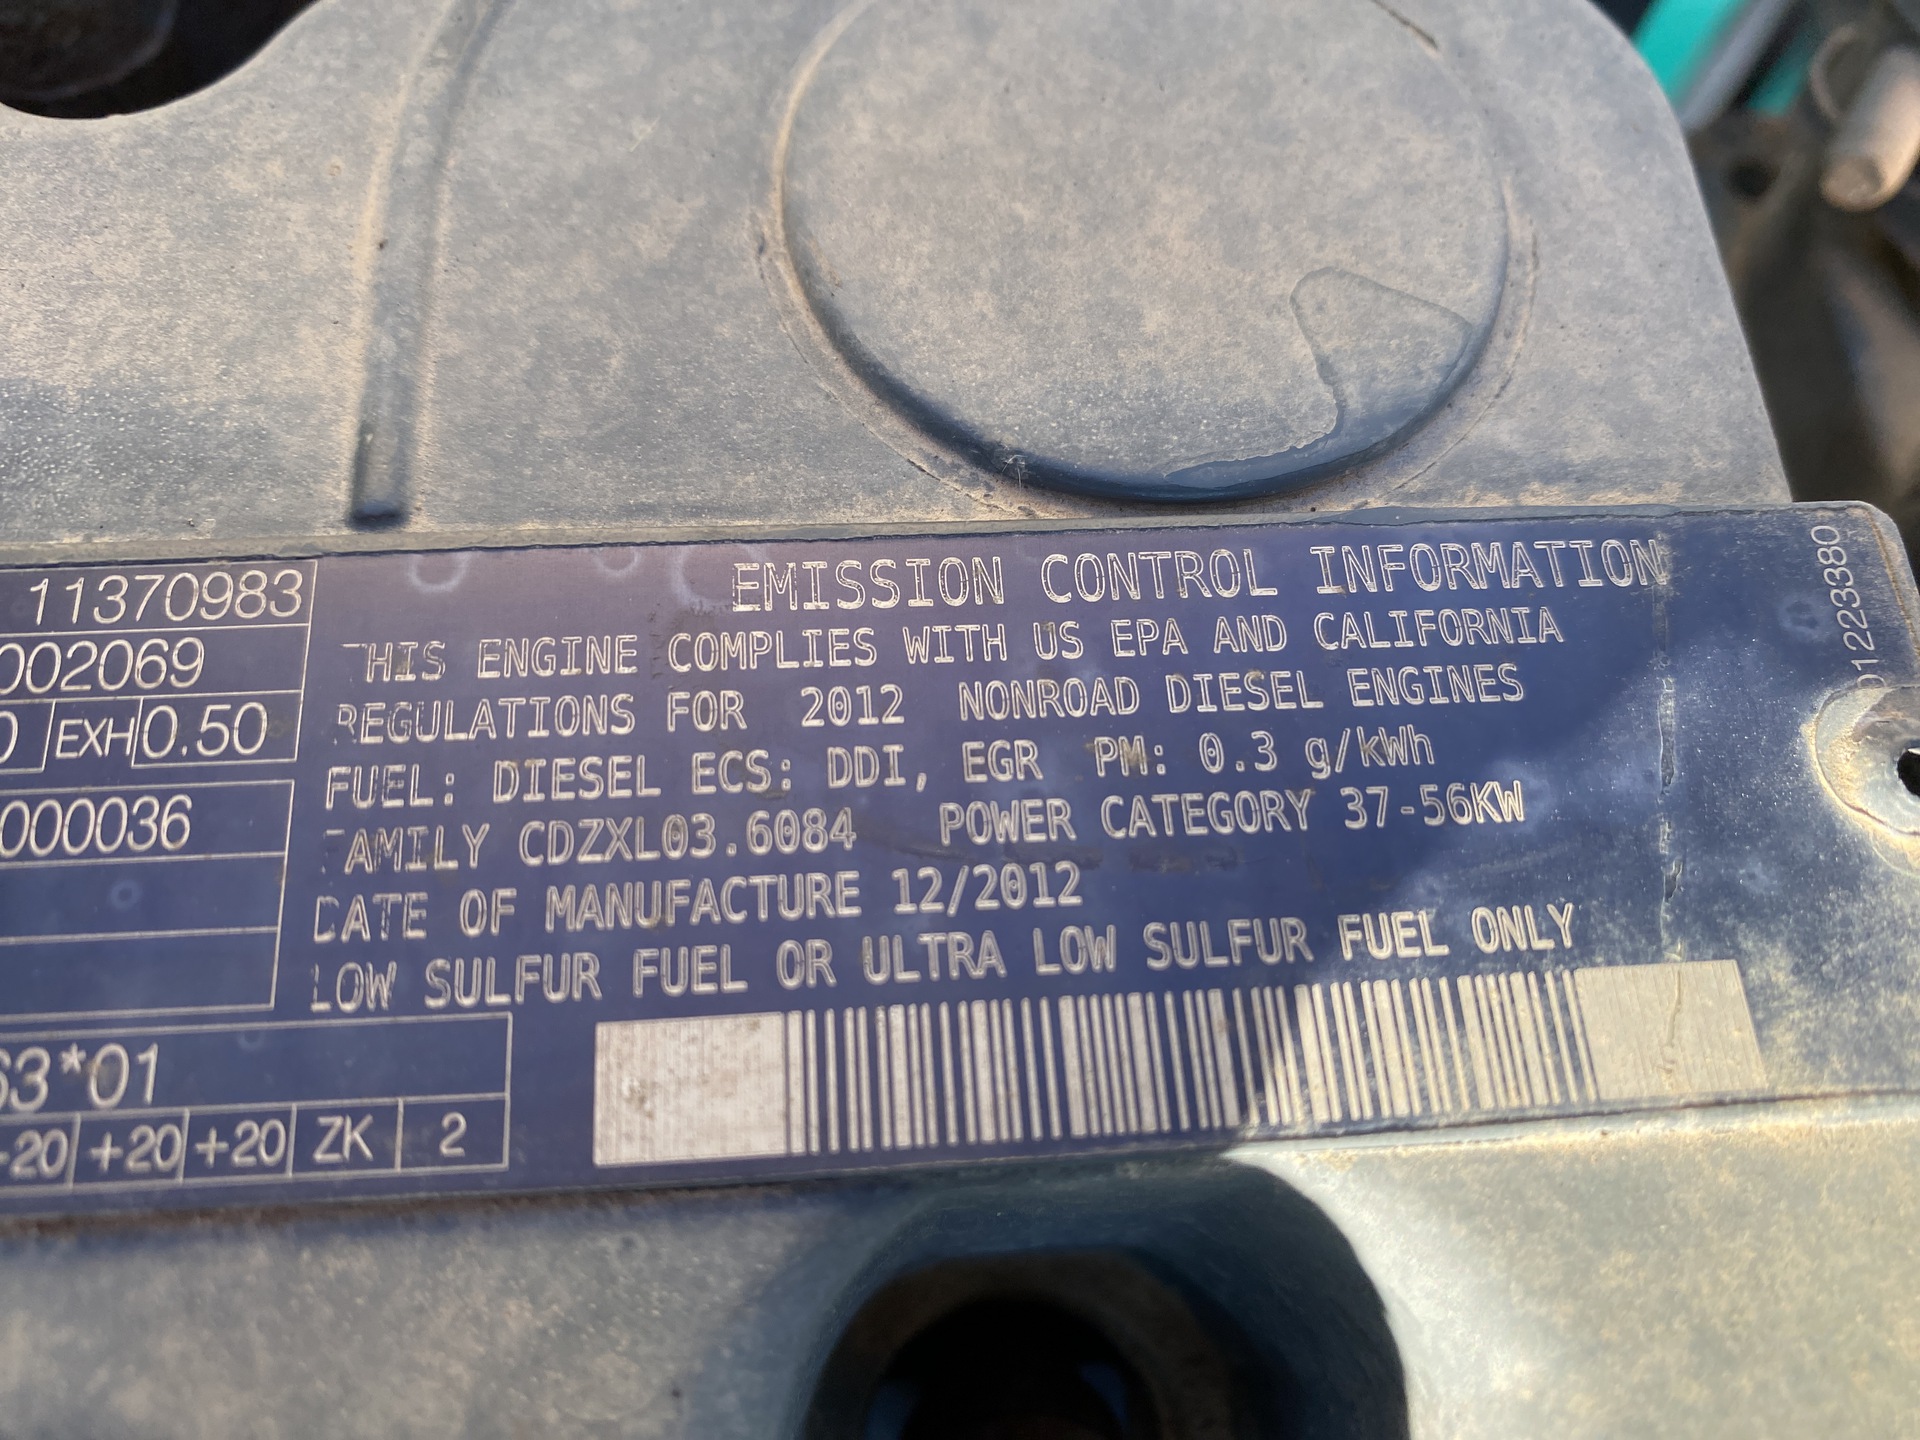 11370983
002069
0 EXH 0.50
000036
63*01
+20 +20 +20 ZK 2
EMISSION CONTROL INFORMATION
THIS ENGINE COMPLIES WITH US EPA AND CALIFORNIA
REGULATIONS FOR 2012 NONROAD DIESEL ENGINES
FUEL: DIESEL ECS: DDI, EGR PM: 0.3 g/kWh
FAMILY CDZXL03.6084 POWER CATEGORY 37-56KW
DATE OF MANUFACTURE 12/2012
LOW SULFUR FUEL OR ULTRA LOW SULFUR FUEL ONLY
01223380